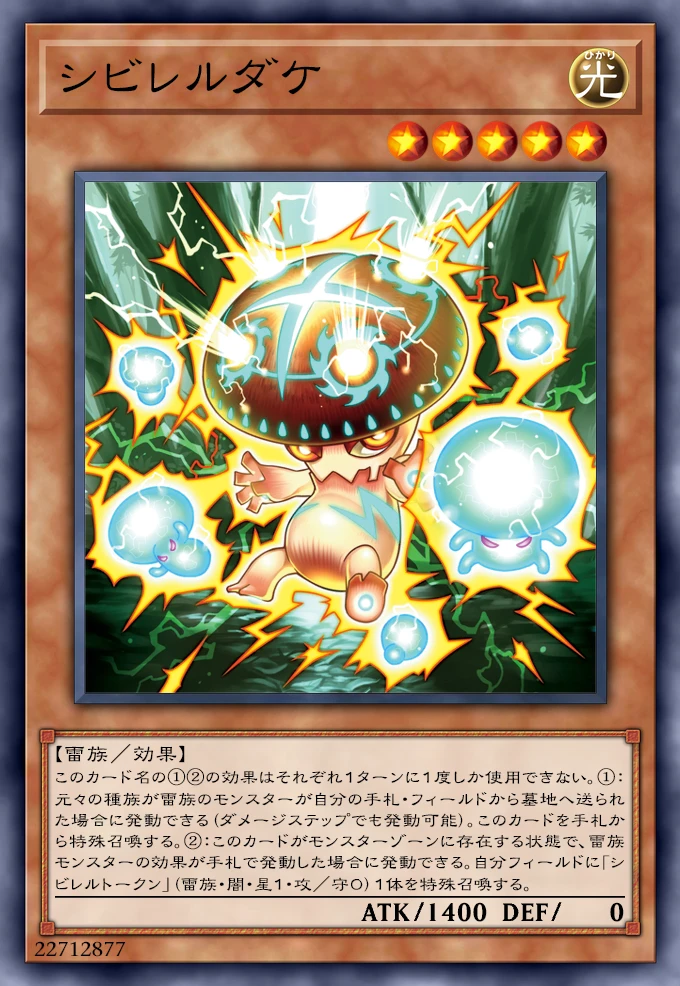 シビレルダケ
ひかり
光
【雷族／効果】
このカード名の①②の効果はそれぞれ1ターンに1度しか使用できない。①：
元々の種族が雷族のモンスターが自分の手札・フィールドから墓地へ送られ
た場合に発動できる(ダメージステップでも発動可能)。このカードを手札か
ら特殊召喚する。②：このカードがモンスターゾーンに存在する状態で、雷族
モンスターの効果が手札で発動した場合に発動できる。自分フィールドに「シ
ビレルトークン」(雷族・闇・星1・攻／守0)1体を特殊召喚する。
ATK/1400 DEF/ 0
22712877